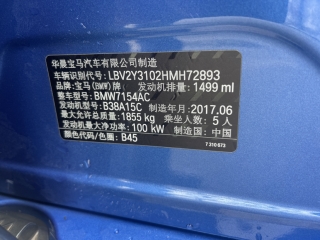 华晨宝马汽车有限公司制造
车辆识别代号: LBV2Y3102HMH72893
品牌: 宝马(BMW)牌 发动机排量: 1499 ml
整车型号: BMW7154AC
发动机型号: B38A15C 制造年月: 2017.06
最大允许总质量: 1855 kg 乘坐人数: 5 人
发动机最大净功率: 100 kW 制造国: 中国
颜色代码/色圈: B45
7 310 673